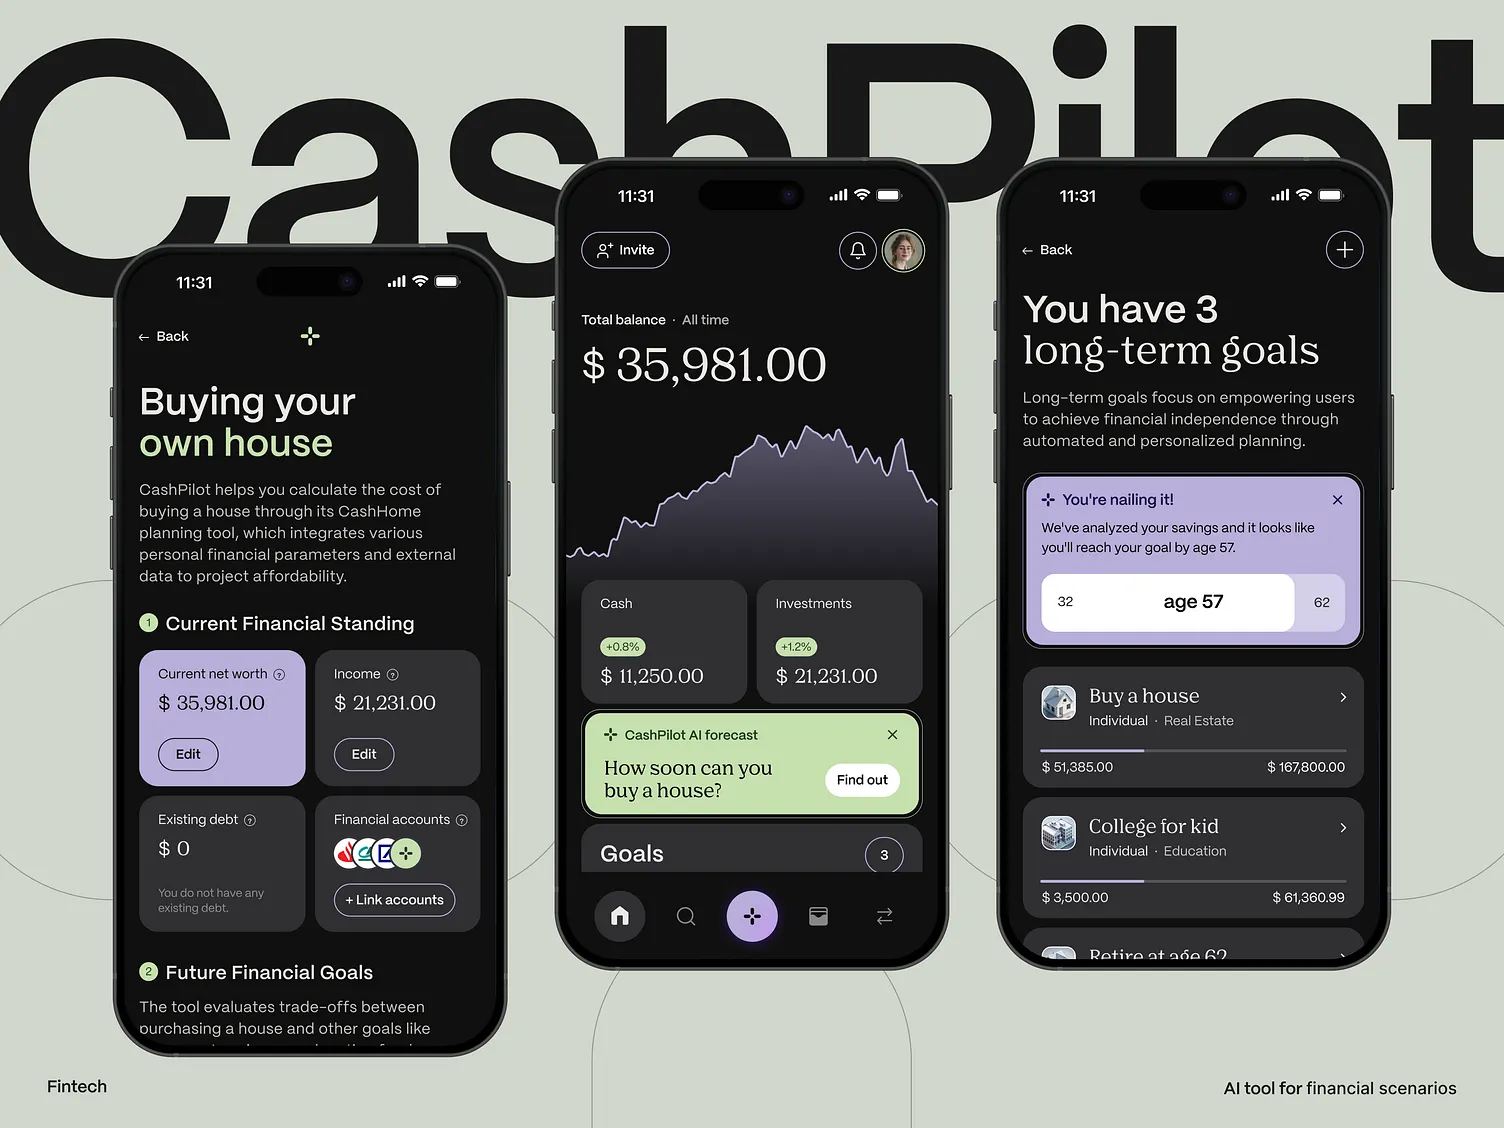 CashPilot
11:31
← Back
Buying your
own house
CashPilot helps you calculate the cost of
buying a house through its CashHome
planning tool, which integrates various
personal financial parameters and external
data to project affordability.
1 Current Financial Standing
Current net worth ?
$ 35,981.00
Edit
Income ?
$ 21,231.00
Edit
Existing debt ?
$ 0
You do not have any
existing debt.
Financial accounts ?
+ Link accounts
2 Future Financial Goals
The tool evaluates trade-offs between
purchasing a house and other goals like
11:31
Invite
Total balance · All time
$ 35,981.00
Cash
+0.8%
$ 11,250.00
Investments
+1.2%
$ 21,231.00
CashPilot AI forecast
How soon can you
buy a house?
Find out
Goals
3
11:31
← Back
You have 3
long-term goals
Long-term goals focus on empowering users
to achieve financial independence through
automated and personalized planning.
You're nailing it!
We've analyzed your savings and it looks like
you'll reach your goal by age 57.
32
age 57
62
Buy a house
Individual · Real Estate
$ 51,385.00
$ 167,800.00
College for kid
Individual · Education
$ 3,500.00
$ 61,360.99
Retire at age 62
Fintech
AI tool for financial scenarios